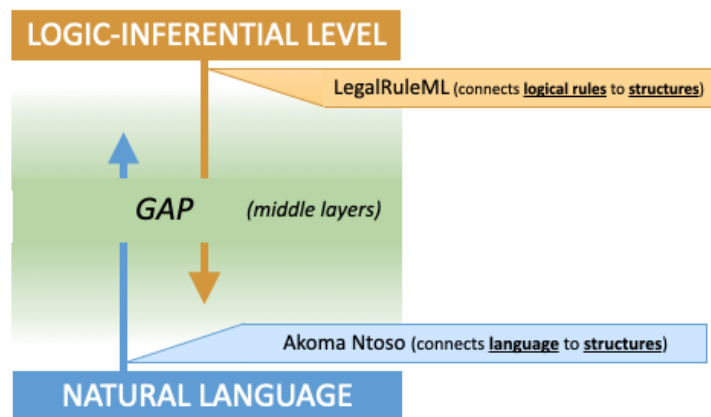 LOGIC-INFERENTIAL LEVEL
LegalRuleML (connects logical rules to structures)
GAP (middle layers)
Akoma Ntoso (connects language to structures)
NATURAL LANGUAGE